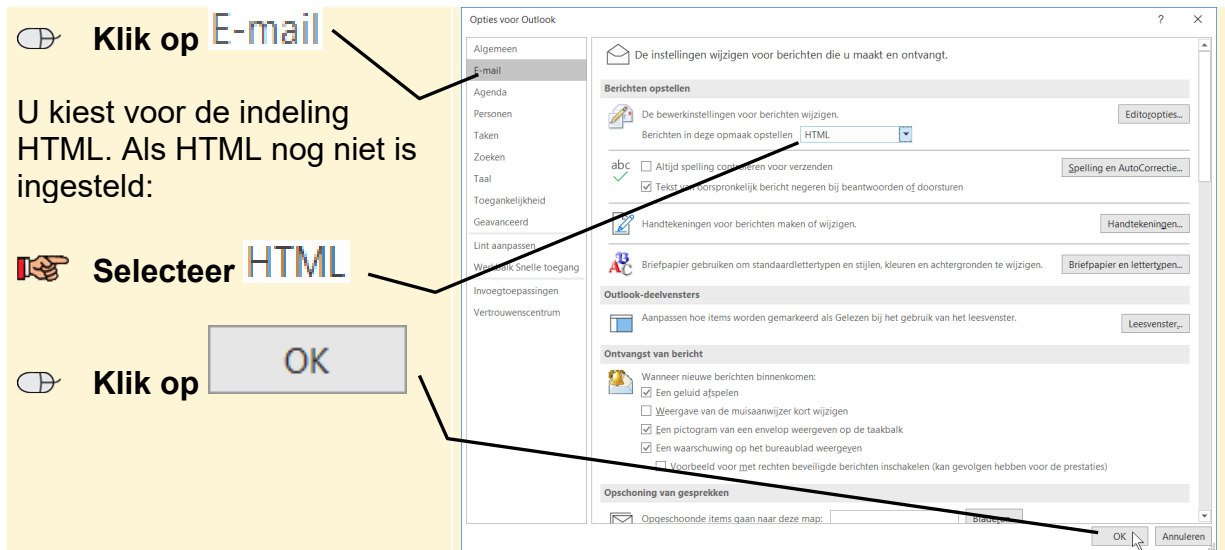 Klik op E-mail
U kiest voor de indeling
HTML. Als HTML nog niet is
ingesteld:
Selecteer HTML
Klik op OK
Opties voor Outlook
Algemeen
E-mail
Agenda
Personen
Taken
Zoeken
Taal
Toegankelijkheid
Geavanceerd
Lint aanpassen
Werkbalk Snelle toegang
Invoegtoepassingen
Vertrouwenscentrum
De instellingen wijzigen voor berichten die u maakt en ontvangt.
Berichten opstellen
De bewerkinstellingen voor berichten wijzigen.
Editoropties...
Berichten in deze opmaak opstellen HTML
abc
Altijd spelling controleren voor verzenden
Spelling en AutoCorrectie...
Tekst van oorspronkelijk bericht negeren bij beantwoorden of doorsturen
Handtekeningen voor berichten maken of wijzigen.
Handtekeningen...
Briefpapier gebruiken om standaardlettertypen en stijlen, kleuren en achtergronden te wijzigen.
Briefpapier en lettertypen...
Outlook-deelvensters
Aanpassen hoe items worden gemarkeerd als Gelezen bij het gebruik van het leesvenster.
Leesvenster...
Ontvangst van bericht
Wanneer nieuwe berichten binnenkomen:
Een geluid afspelen
Weergave van de muisaanwijzer kort wijzigen
Een pictogram van een envelop weergeven op de taakbalk
Een waarschuwing op het bureaublad weergeven
Voorbeeld voor met rechten beveiligde berichten inschakelen (kan gevolgen hebben voor de prestaties)
Opschoning van gesprekken
Opgeschoonde items gaan naar deze map:
Bladeren...
OK
Annuleren